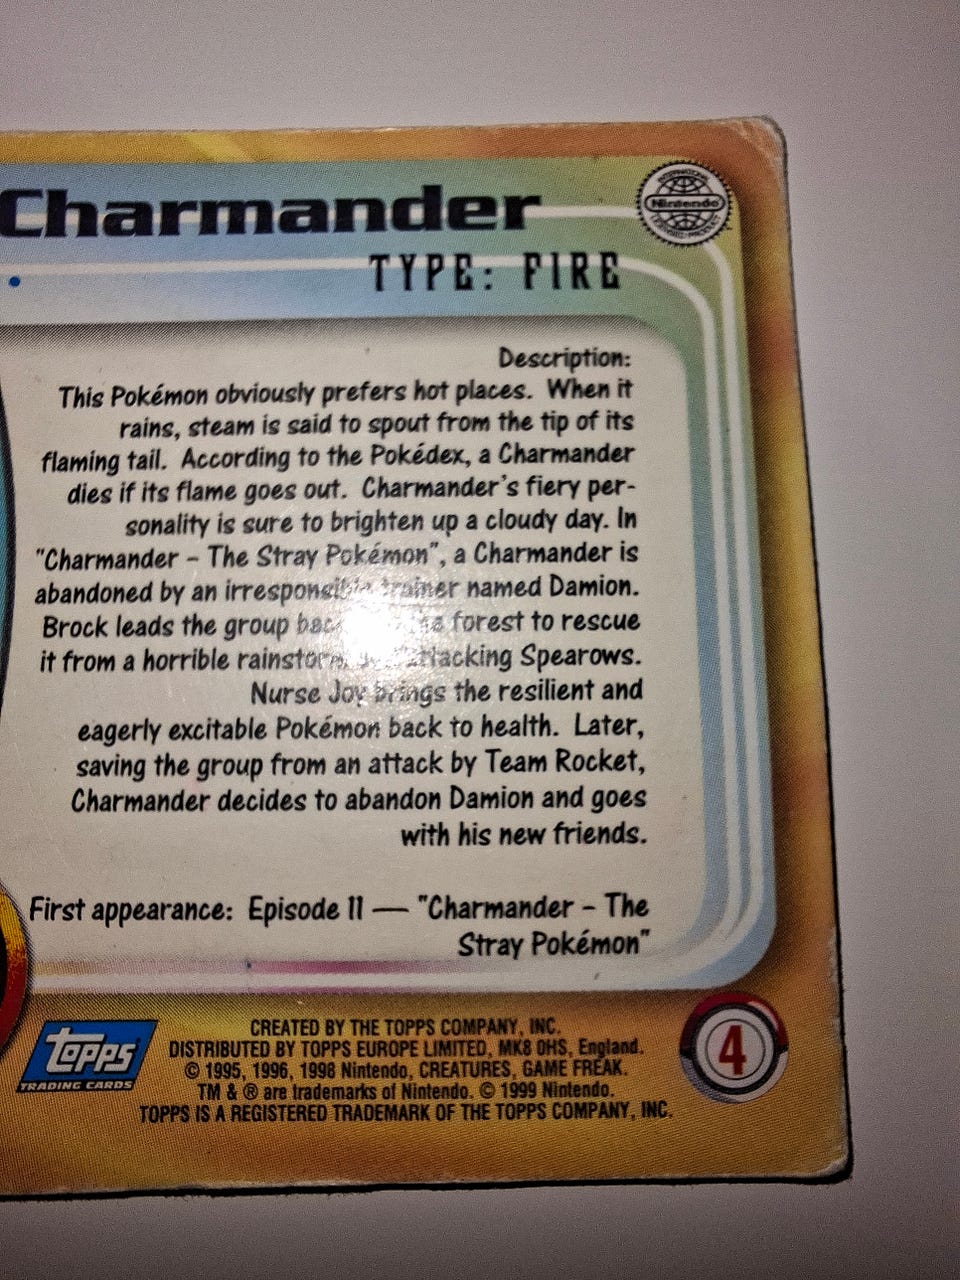 Charmander
INTERNATIONAL
Nintendo
LICENSED PRODUCT
TYPE: FIRE
Description:
This Pokémon obviously prefers hot places. When it
rains, steam is said to spout from the tip of its
flaming tail. According to the Pokédex, a Charmander
dies if its flame goes out. Charmander's fiery per-
sonality is sure to brighten up a cloudy day. In
"Charmander – The Stray Pokémon", a Charmander is
abandoned by an irresponsible trainer named Damion.
Brock leads the group forest to rescue
it from a horrible rainstorm attacking Spearows.
Nurse Joy brings the resilient and
eagerly excitable Pokémon back to health. Later,
saving the group from an attack by Team Rocket,
Charmander decides to abandon Damion and goes
with his new friends.
First appearance: Episode 11 — "Charmander – The
Stray Pokémon"
topps
TRADING CARDS
CREATED BY THE TOPPS COMPANY, INC.
DISTRIBUTED BY TOPPS EUROPE LIMITED, MK8 0HS, England.
© 1995, 1996, 1998 Nintendo, CREATURES, GAME FREAK.
TM & ® are trademarks of Nintendo. © 1999 Nintendo.
TOPPS IS A REGISTERED TRADEMARK OF THE TOPPS COMPANY, INC.
4